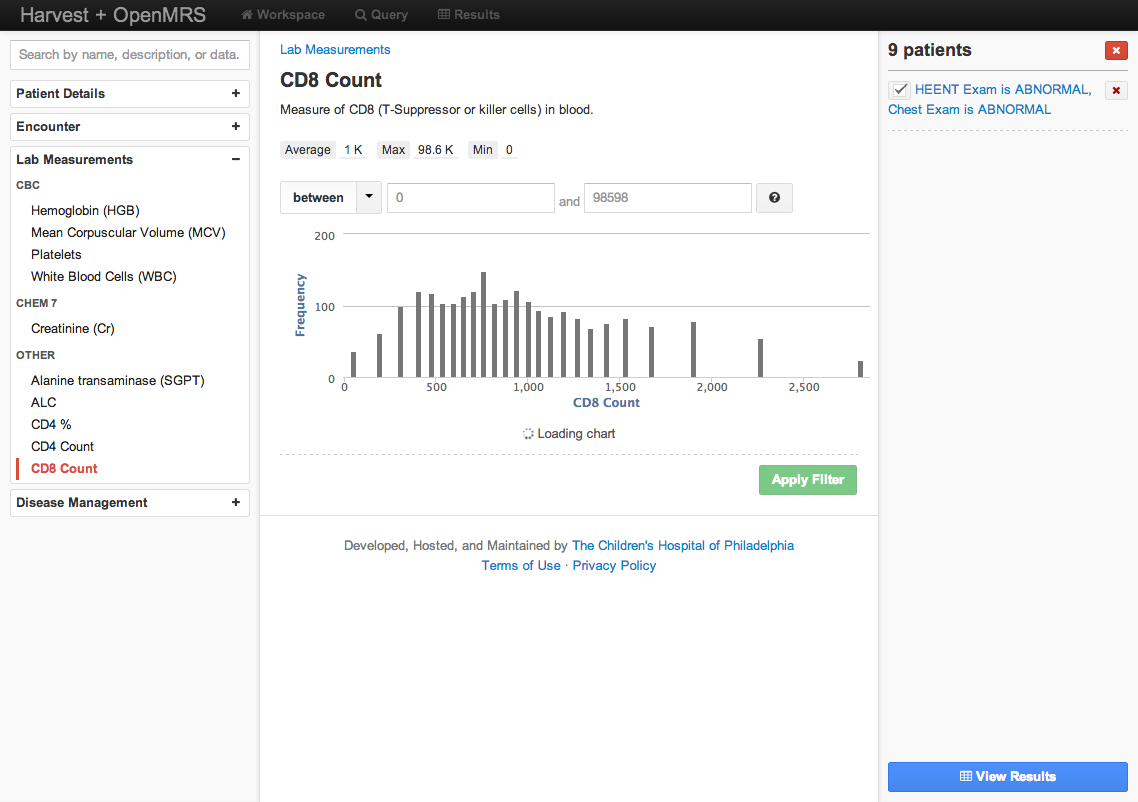 Harvest + OpenMRS Workspace Query Results
Search by name, description, or data.
Patient Details +
Encounter +
Lab Measurements −
CBC
Hemoglobin (HGB)
Mean Corpuscular Volume (MCV)
Platelets
White Blood Cells (WBC)
CHEM 7
Creatinine (Cr)
OTHER
Alanine transaminase (SGPT)
ALC
CD4 %
CD4 Count
CD8 Count
Disease Management +
Lab Measurements
CD8 Count
Measure of CD8 (T-Suppressor or killer cells) in blood.
Average 1 K Max 98.6 K Min 0
between 0 and 98598 ?
200
100
0
Frequency
0 500 1,000 1,500 2,000 2,500
CD8 Count
Loading chart
Apply Filter
Developed, Hosted, and Maintained by The Children's Hospital of Philadelphia
Terms of Use · Privacy Policy
9 patients
HEENT Exam is ABNORMAL,
Chest Exam is ABNORMAL
View Results